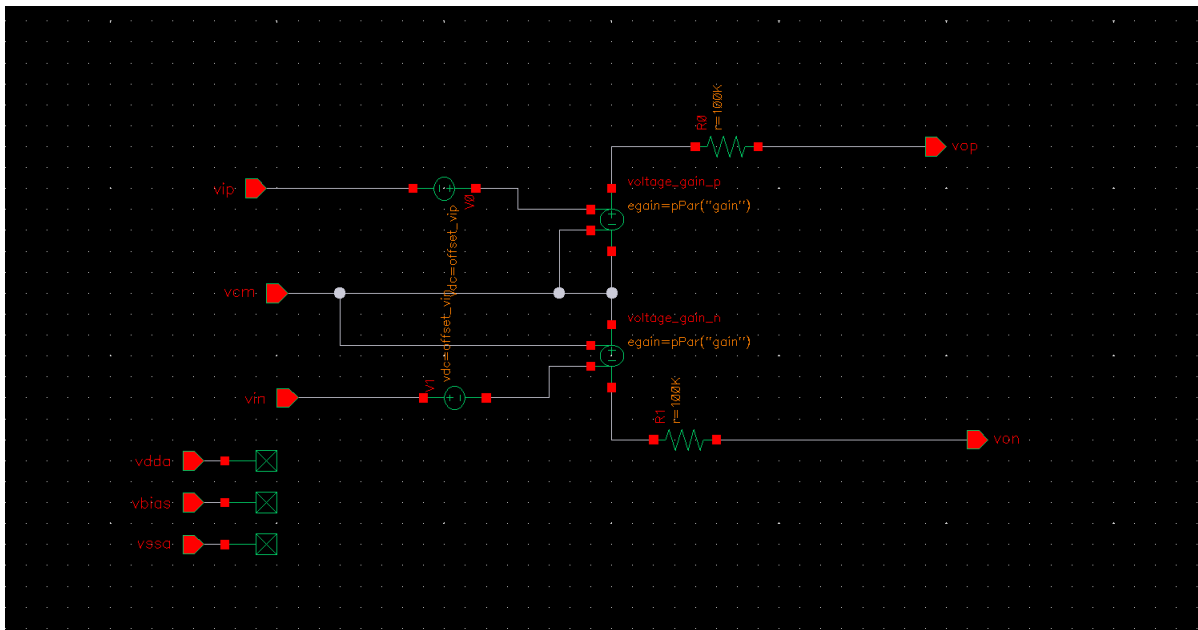 R0
r=100K
vop
voltage_gain_p
vip
V0
egain=pPar("gain")
vdc=offset_vip
vcm
voltage_gain_n
egain=pPar("gain")
V1
vin
R1
r=100K
von
vdda
vbias
vssa